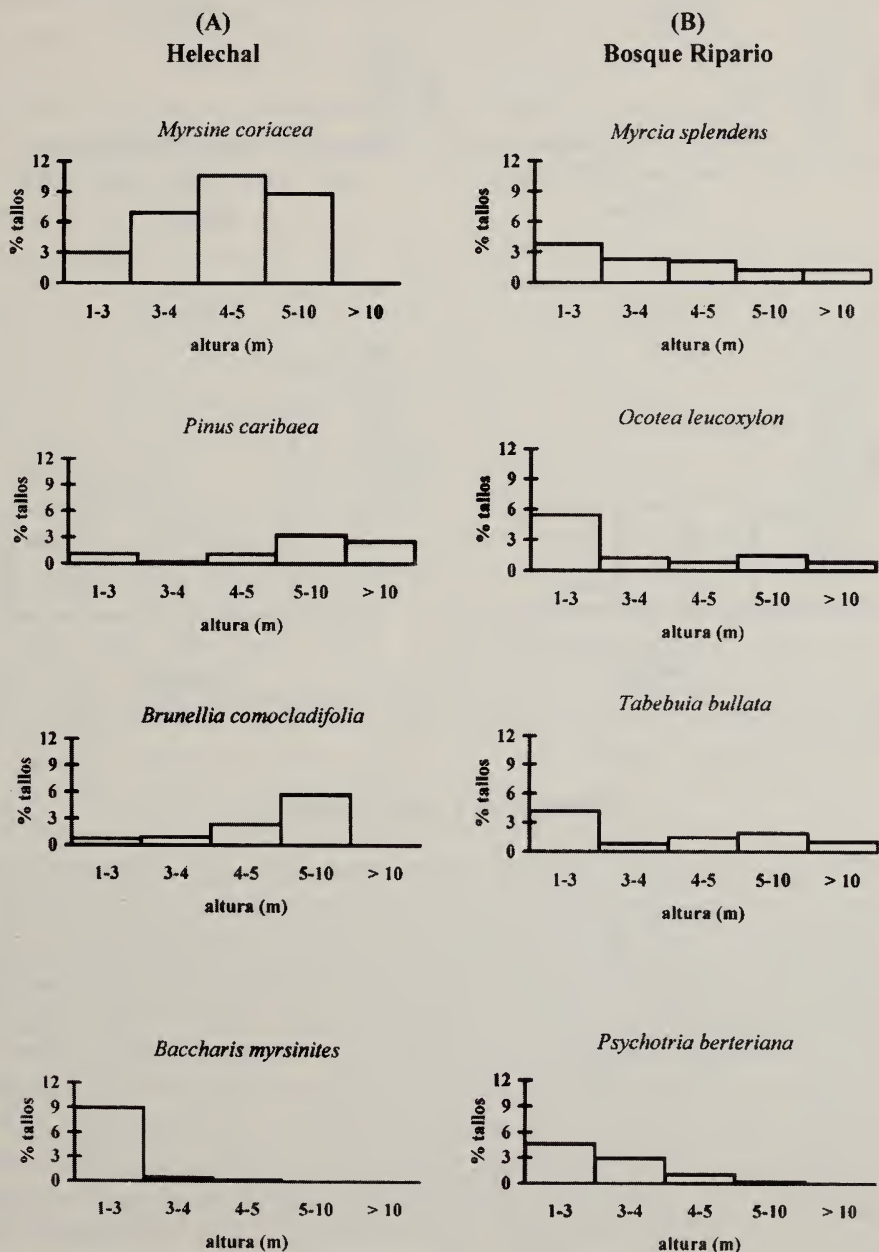 (A)
Helechal
Myrsine coriacea
% tallos
12
9
6
3
0
1-3 3-4 4-5 5-10 > 10
altura (m)
Pinus caribaea
% tallos
12
9
6
3
0
1-3 3-4 4-5 5-10 > 10
altura (m)
Brunellia comocladifolia
% tallos
12
9
6
3
0
1-3 3-4 4-5 5-10 > 10
altura (m)
Baccharis myrsinites
% tallos
12
9
6
3
0
1-3 3-4 4-5 5-10 > 10
altura (m)
(B)
Bosque Ripario
Myrcia splendens
% tallos
12
9
6
3
0
1-3 3-4 4-5 5-10 > 10
altura (m)
Ocotea leucoxylon
% tallos
12
9
6
3
0
1-3 3-4 4-5 5-10 > 10
altura (m)
Tabebuia bullata
% tallos
12
9
6
3
0
1-3 3-4 4-5 5-10 > 10
altura (m)
Psychotria berteriana
% tallos
12
9
6
3
0
1-3 3-4 4-5 5-10 > 10
altura (m)